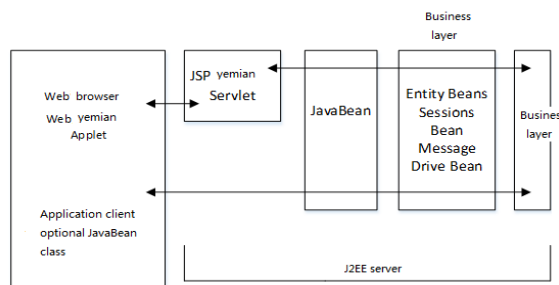 Business
layer
JSP yemian
Servlet
Web browser
Web yemian
Applet
JavaBean
Entity Beans
Sessions
Bean
Message
Drive Bean
Busines
layer
Application client
optional JavaBean
class
J2EE server